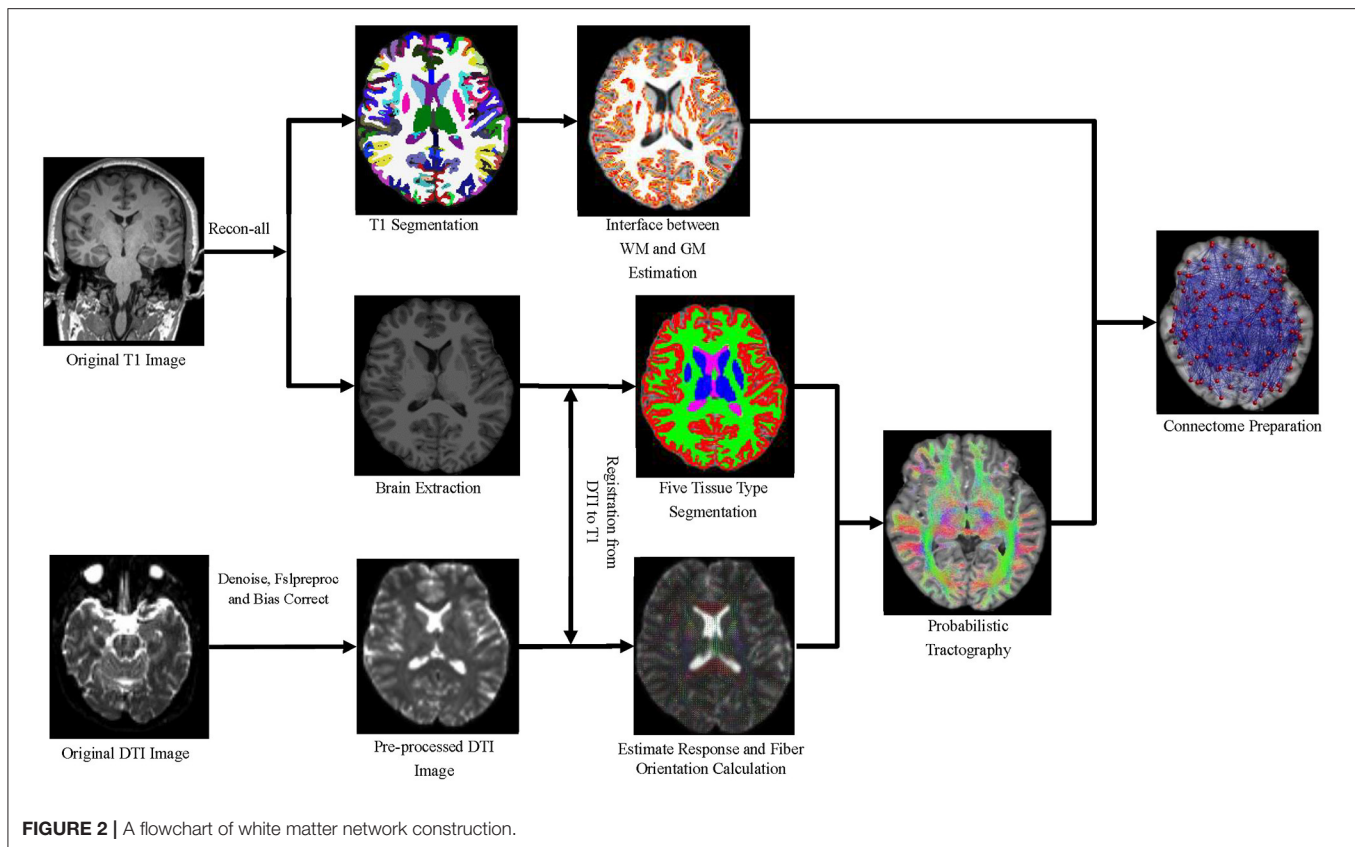 Recon-all
Original T1 Image
T1 Segmentation
Interface between
WM and GM
Estimation
Brain Extraction
Registration from
DTI to T1
Five Tissue Type
Segmentation
Connectome Preparation
Denoise, Fslpreproc
and Bias Correct
Original DTI Image
Pre-processed DTI
Image
Estimate Response and Fiber
Orientation Calculation
Probabilistic
Tractography
FIGURE 2 | A flowchart of white matter network construction.